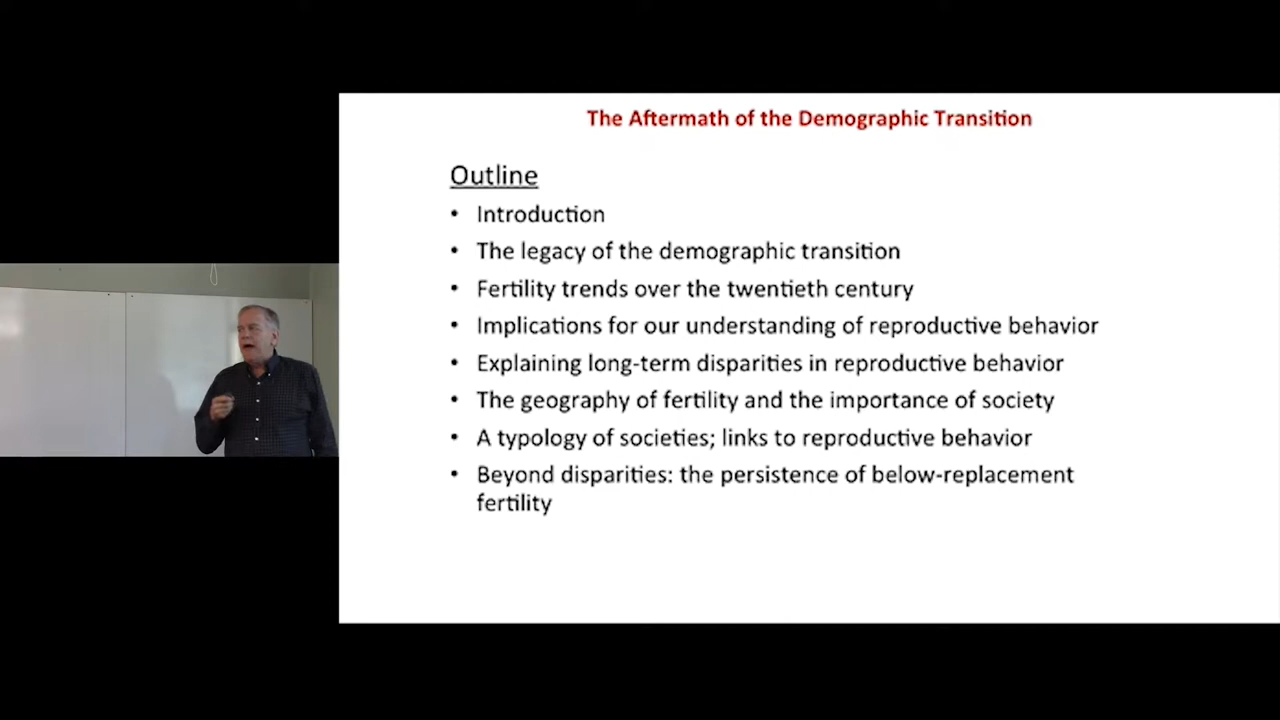 The Aftermath of the Demographic Transition
Outline
• Introduction
• The legacy of the demographic transition
• Fertility trends over the twentieth century
• Implications for our understanding of reproductive behavior
• Explaining long-term disparities in reproductive behavior
• The geography of fertility and the importance of society
• A typology of societies; links to reproductive behavior
• Beyond disparities: the persistence of below-replacement
fertility